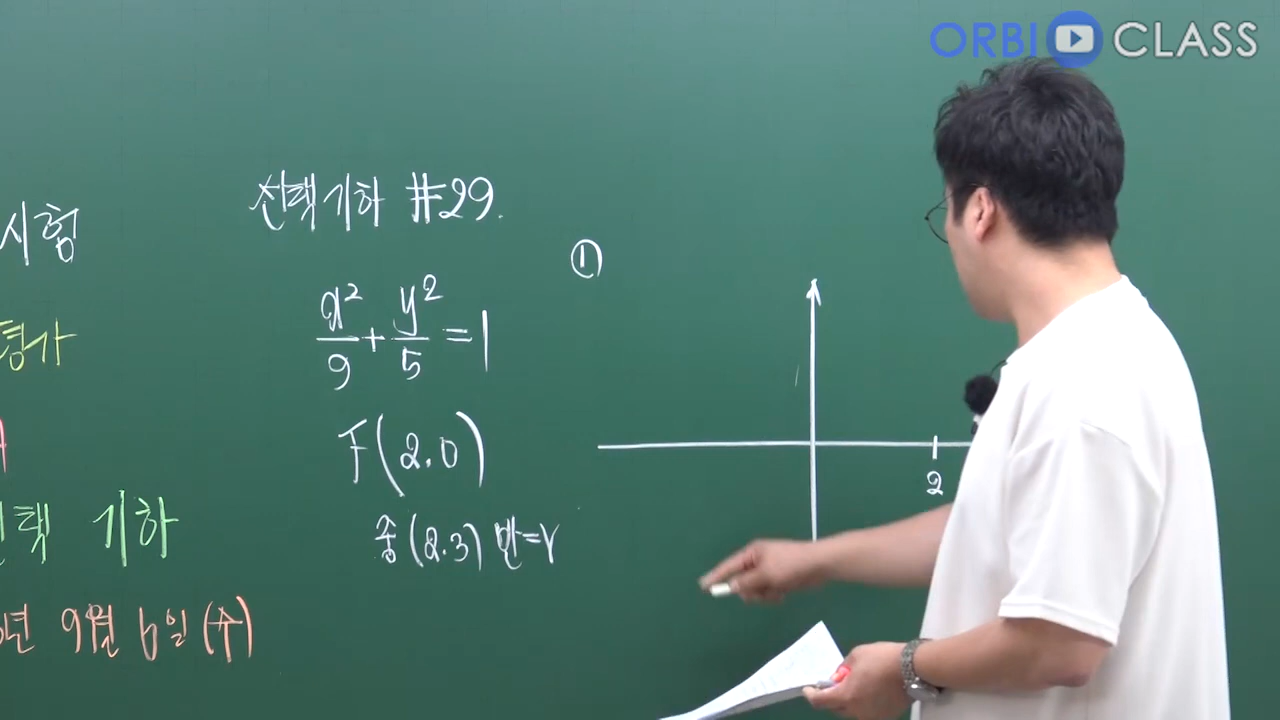 ORBI CLASS
시험
평가
선택 기하
년 9월 6일 (수)
선택기하 #29.
x²/9 + y²/5 = 1
F(2.0)
중(2.3) 반=r
①
2